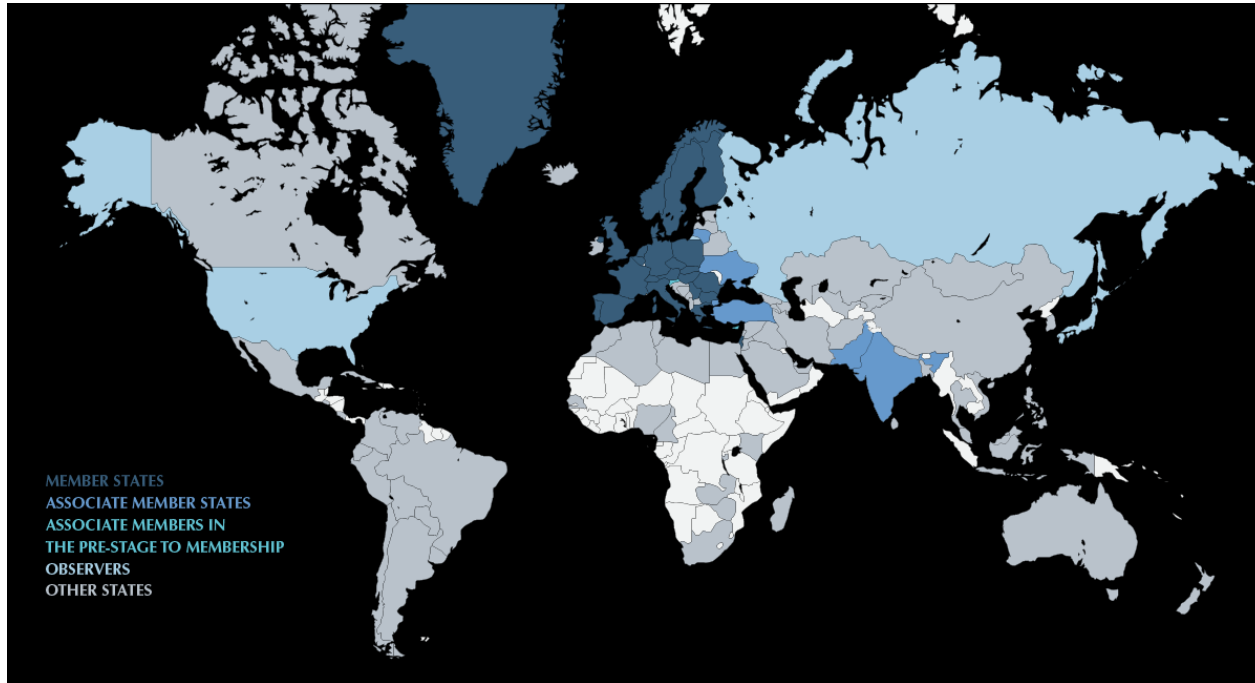 MEMBER STATES
ASSOCIATE MEMBER STATES
ASSOCIATE MEMBERS IN
THE PRE-STAGE TO MEMBERSHIP
OBSERVERS
OTHER STATES